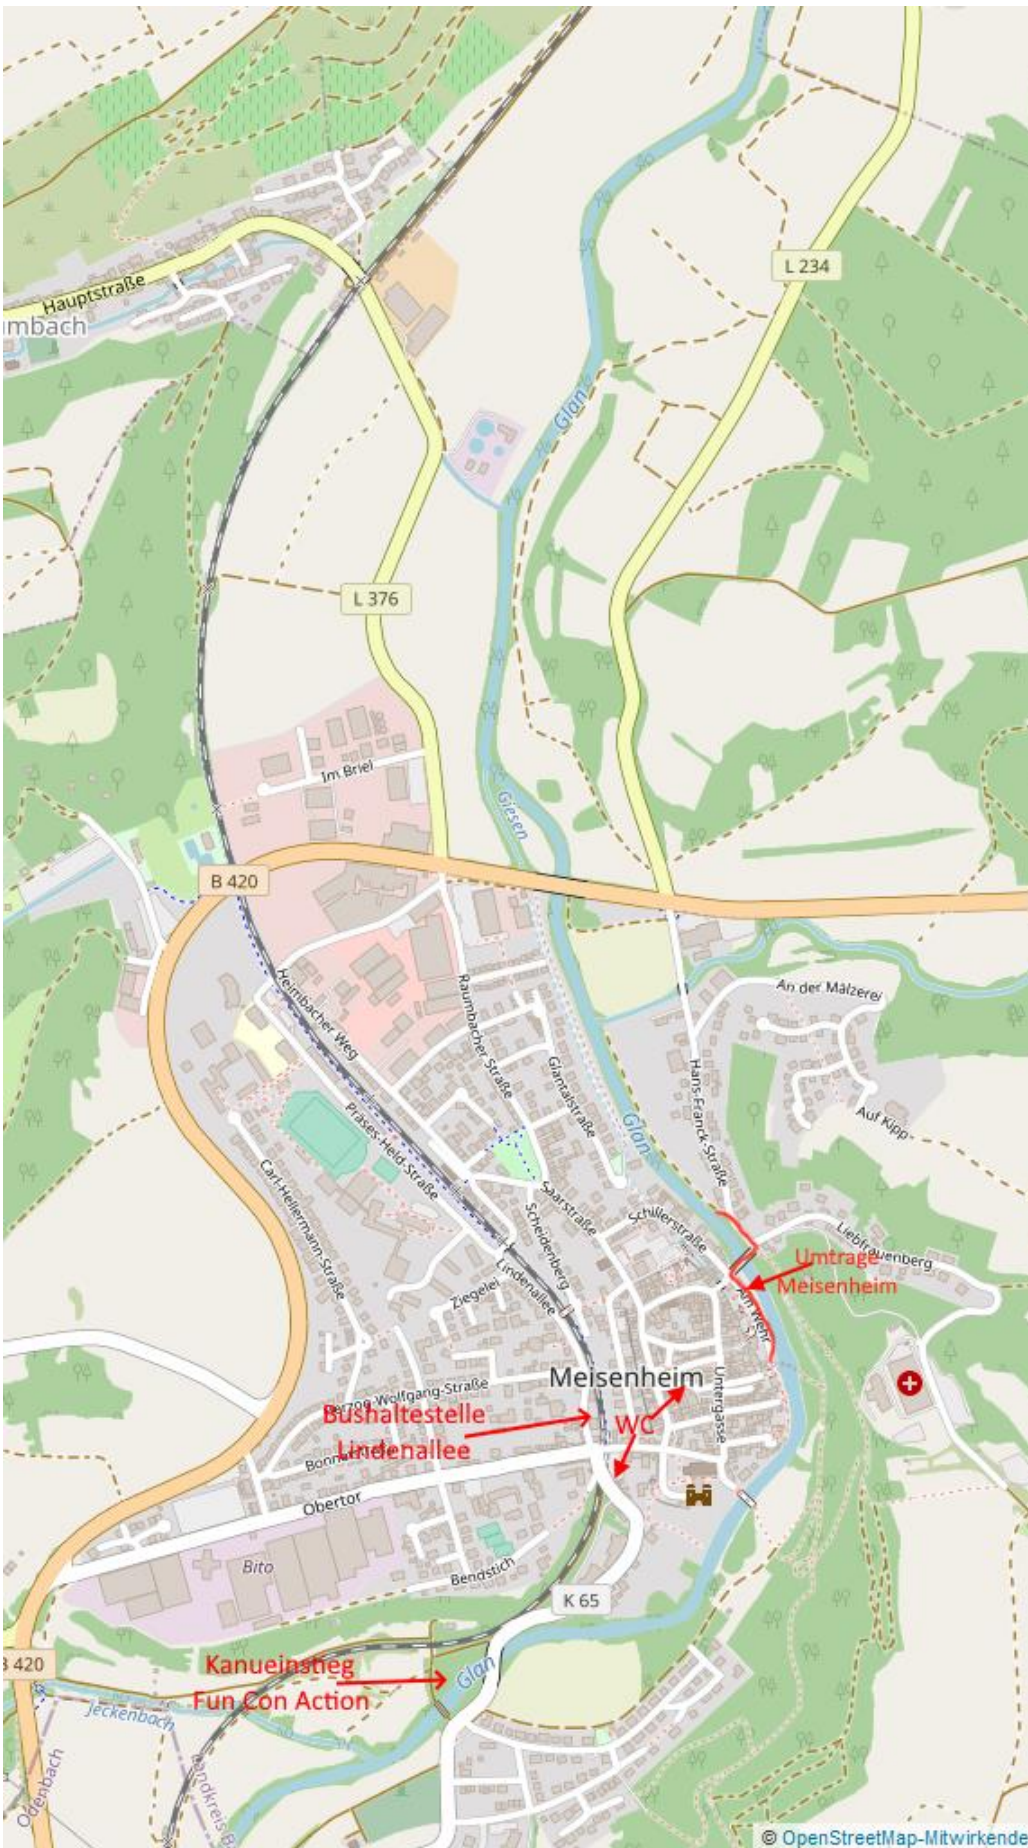 L 234
Hauptstraße
umbach
Glan
L 376
Im Briel
Giesen
B 420
Heimbacher Weg
Raumbacher Straße
An der Mälzerei
Glantalstraße
Hans-Franck-Straße
Auf Kipp
Präses-Held-Straße
Glan
Carl-Hellermann-Straße
Saarstraße
Scheidenberg
Schillerstraße
Liebfrauenberg
Umtrage
Meisenheim
Lindenallee
Ziegelei
Am Wehr
Meisenheim
Untergasse
Herzog-Wolfgang-Straße
Bushaltestelle
Lindenallee
WC
Obertor
Bito
Bendstich
K 65
B 420
Kanueinstieg
Fun Con Action
Glan
Jeckenbach
Odenbach
Landkreis B
© OpenStreetMap-Mitwirkende